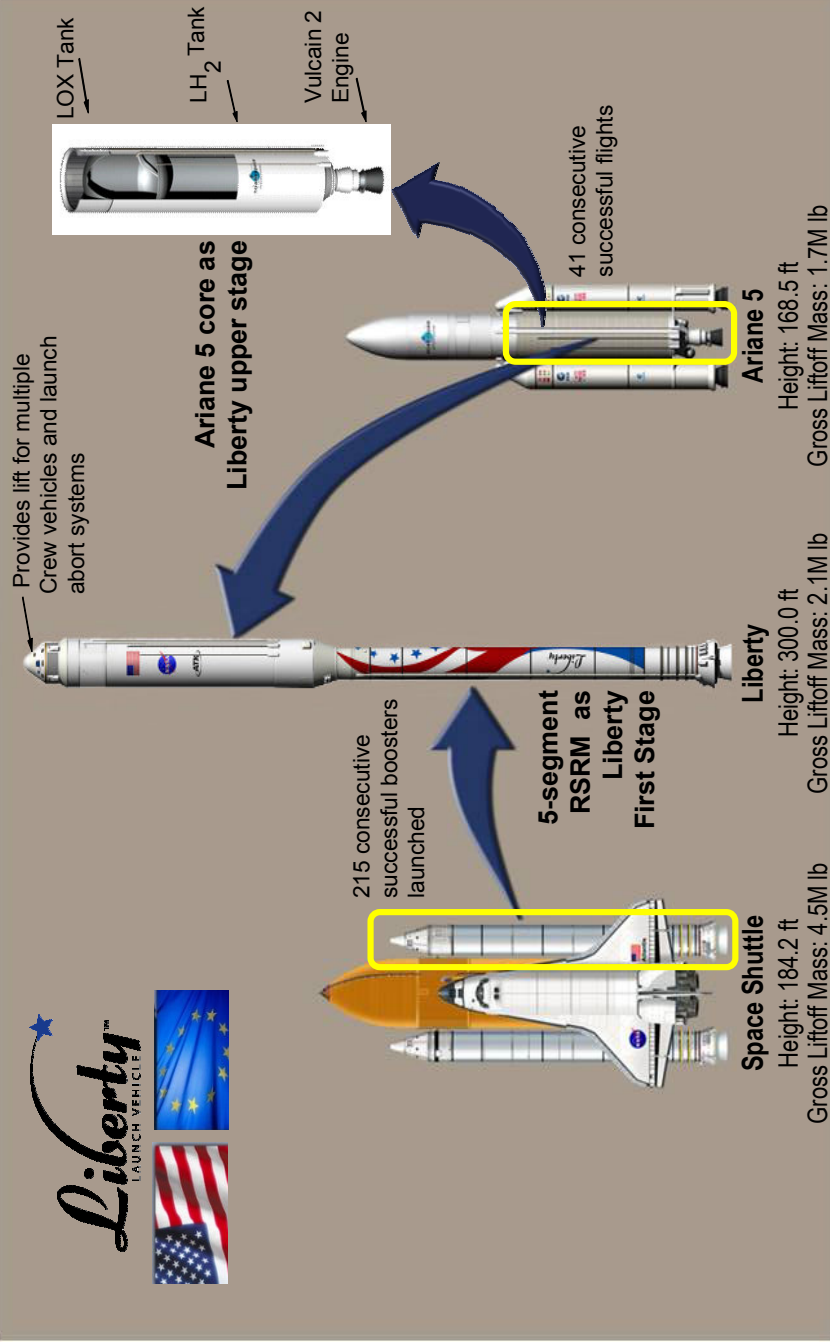 Liberty™
LAUNCH VEHICLE
Provides lift for multiple
Crew vehicles and launch
abort systems
LOX Tank
LH2 Tank
Vulcain 2
Engine
Ariane 5 core as
Liberty upper stage
215 consecutive
successful boosters
launched
41 consecutive
successful flights
5-segment
RSRM as
Liberty
First Stage
NASA
ATK
Liberty
NASA
Space Shuttle
Height: 184.2 ft
Gross Liftoff Mass: 4.5M lb
Liberty
Height: 300.0 ft
Gross Liftoff Mass: 2.1M lb
Ariane 5
Height: 168.5 ft
Gross Liftoff Mass: 1.7M lb